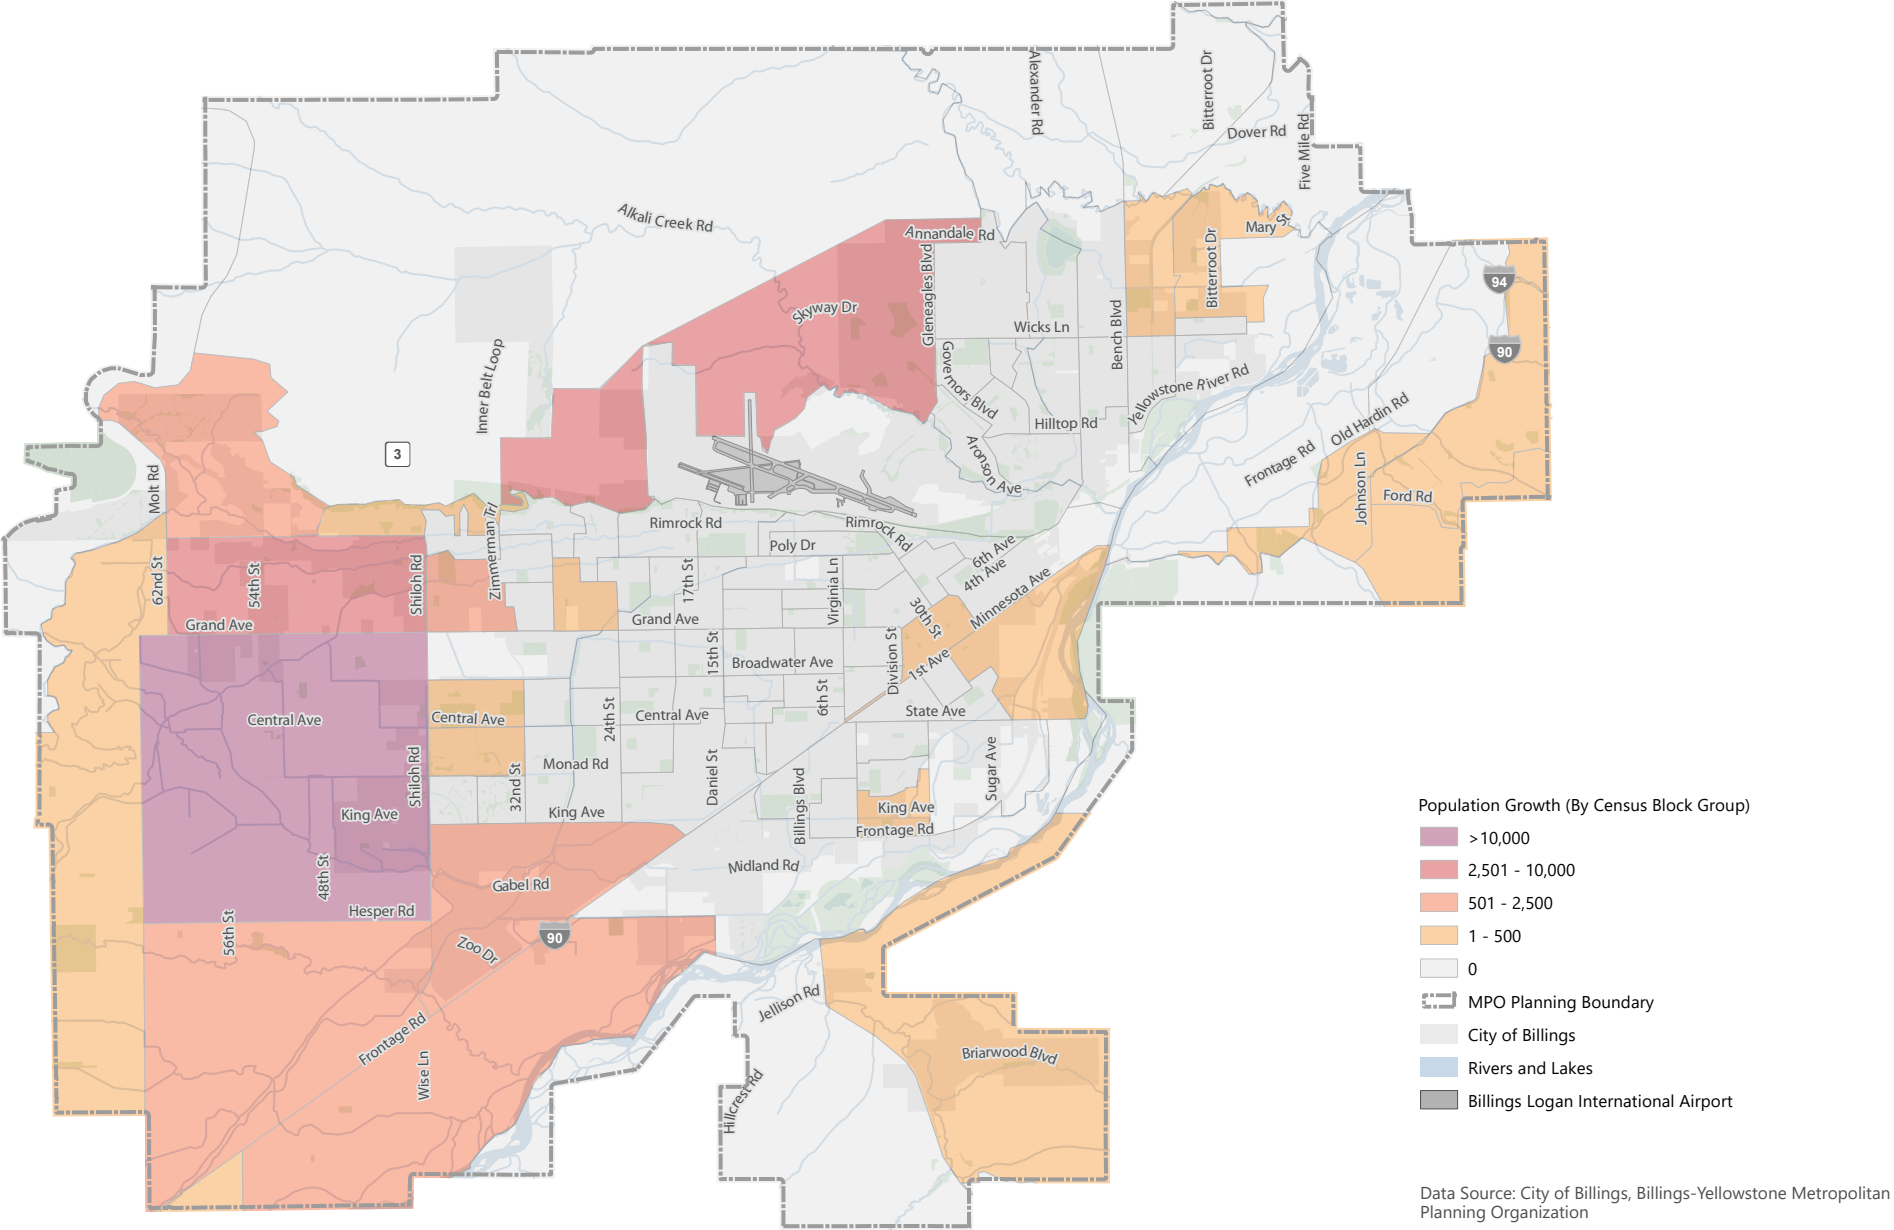 Alexander Rd
Bitterroot Dr
Dover Rd
Five Mile Rd
Alkali Creek Rd
Annandale Rd
Mary St
Gleneagles Blvd
Bitterroot Dr
94
Skyway Dr
Wicks Ln
Bench Blvd
90
Inner Belt Loop
Governors Blvd
Yellowstone River Rd
Hilltop Rd
Old Hardin Rd
3
Aronson Ave
Frontage Rd
Molt Rd
Johnson Ln
Ford Rd
Zimmerman Trl
Rimrock Rd
Rimrock Rd
Poly Dr
6th Ave
4th Ave
62nd St
54th St
Shiloh Rd
17th St
Virginia Ln
Minnesota Ave
30th St
Grand Ave
Grand Ave
15th St
Broadwater Ave
Division St
1st Ave
6th St
Central Ave
Central Ave
24th St
Central Ave
State Ave
Shiloh Rd
32nd St
Monad Rd
Daniel St
Billings Blvd
Sugar Ave
King Ave
King Ave
King Ave
Frontage Rd
48th St
Gabel Rd
Midland Rd
Hesper Rd
56th St
Zoo Dr
90
Jellison Rd
Frontage Rd
Wise Ln
Briarwood Blvd
Hillcrest Rd
Population Growth (By Census Block Group)
>10,000
2,501 - 10,000
501 - 2,500
1 - 500
0
MPO Planning Boundary
City of Billings
Rivers and Lakes
Billings Logan International Airport
Data Source: City of Billings, Billings-Yellowstone Metropolitan
Planning Organization